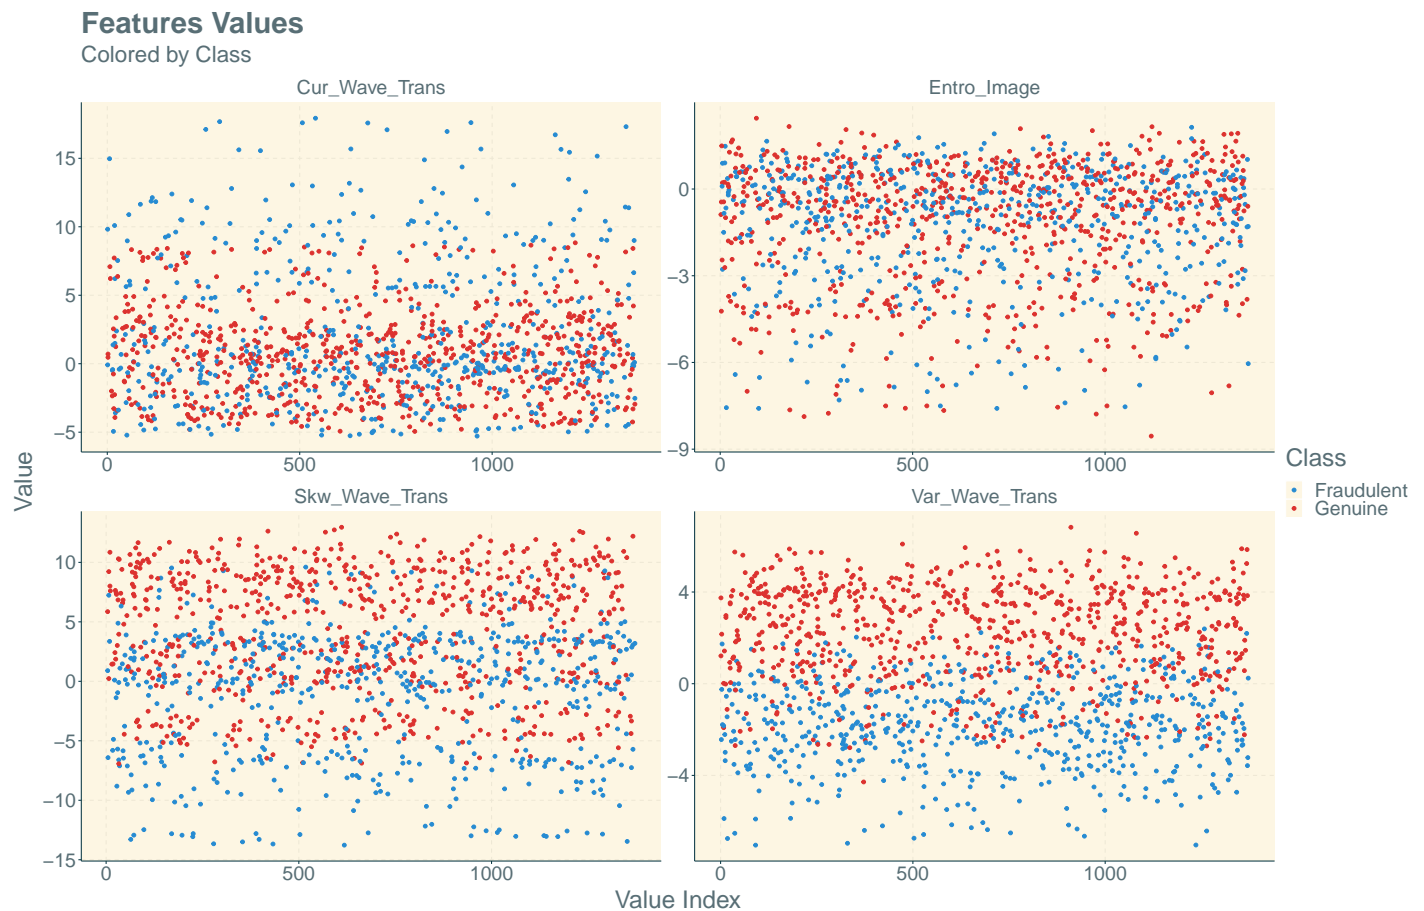 Features Values
Colored by Class
Cur_Wave_Trans
Entro_Image
15
10
5
0
−5
0
−3
−6
−9
0 500 1000
0 500 1000
Skw_Wave_Trans
Var_Wave_Trans
10
5
0
−5
−10
−15
4
0
−4
0 500 1000
0 500 1000
Value
Value Index
Class
Fraudulent
Genuine